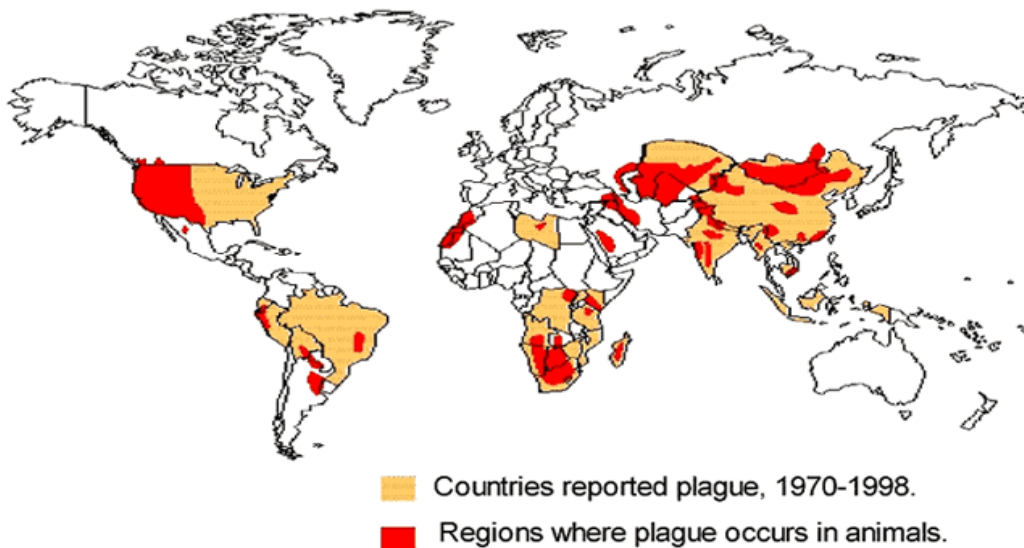 Countries reported plague, 1970-1998.
Regions where plague occurs in animals.